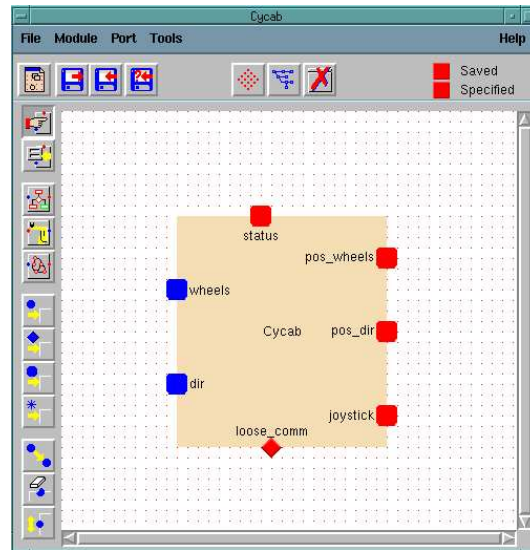 Cycab
File Module Port Tools Help
Saved
Specified
status
pos_wheels
wheels
Cycab
pos_dir
dir
joystick
loose_comm